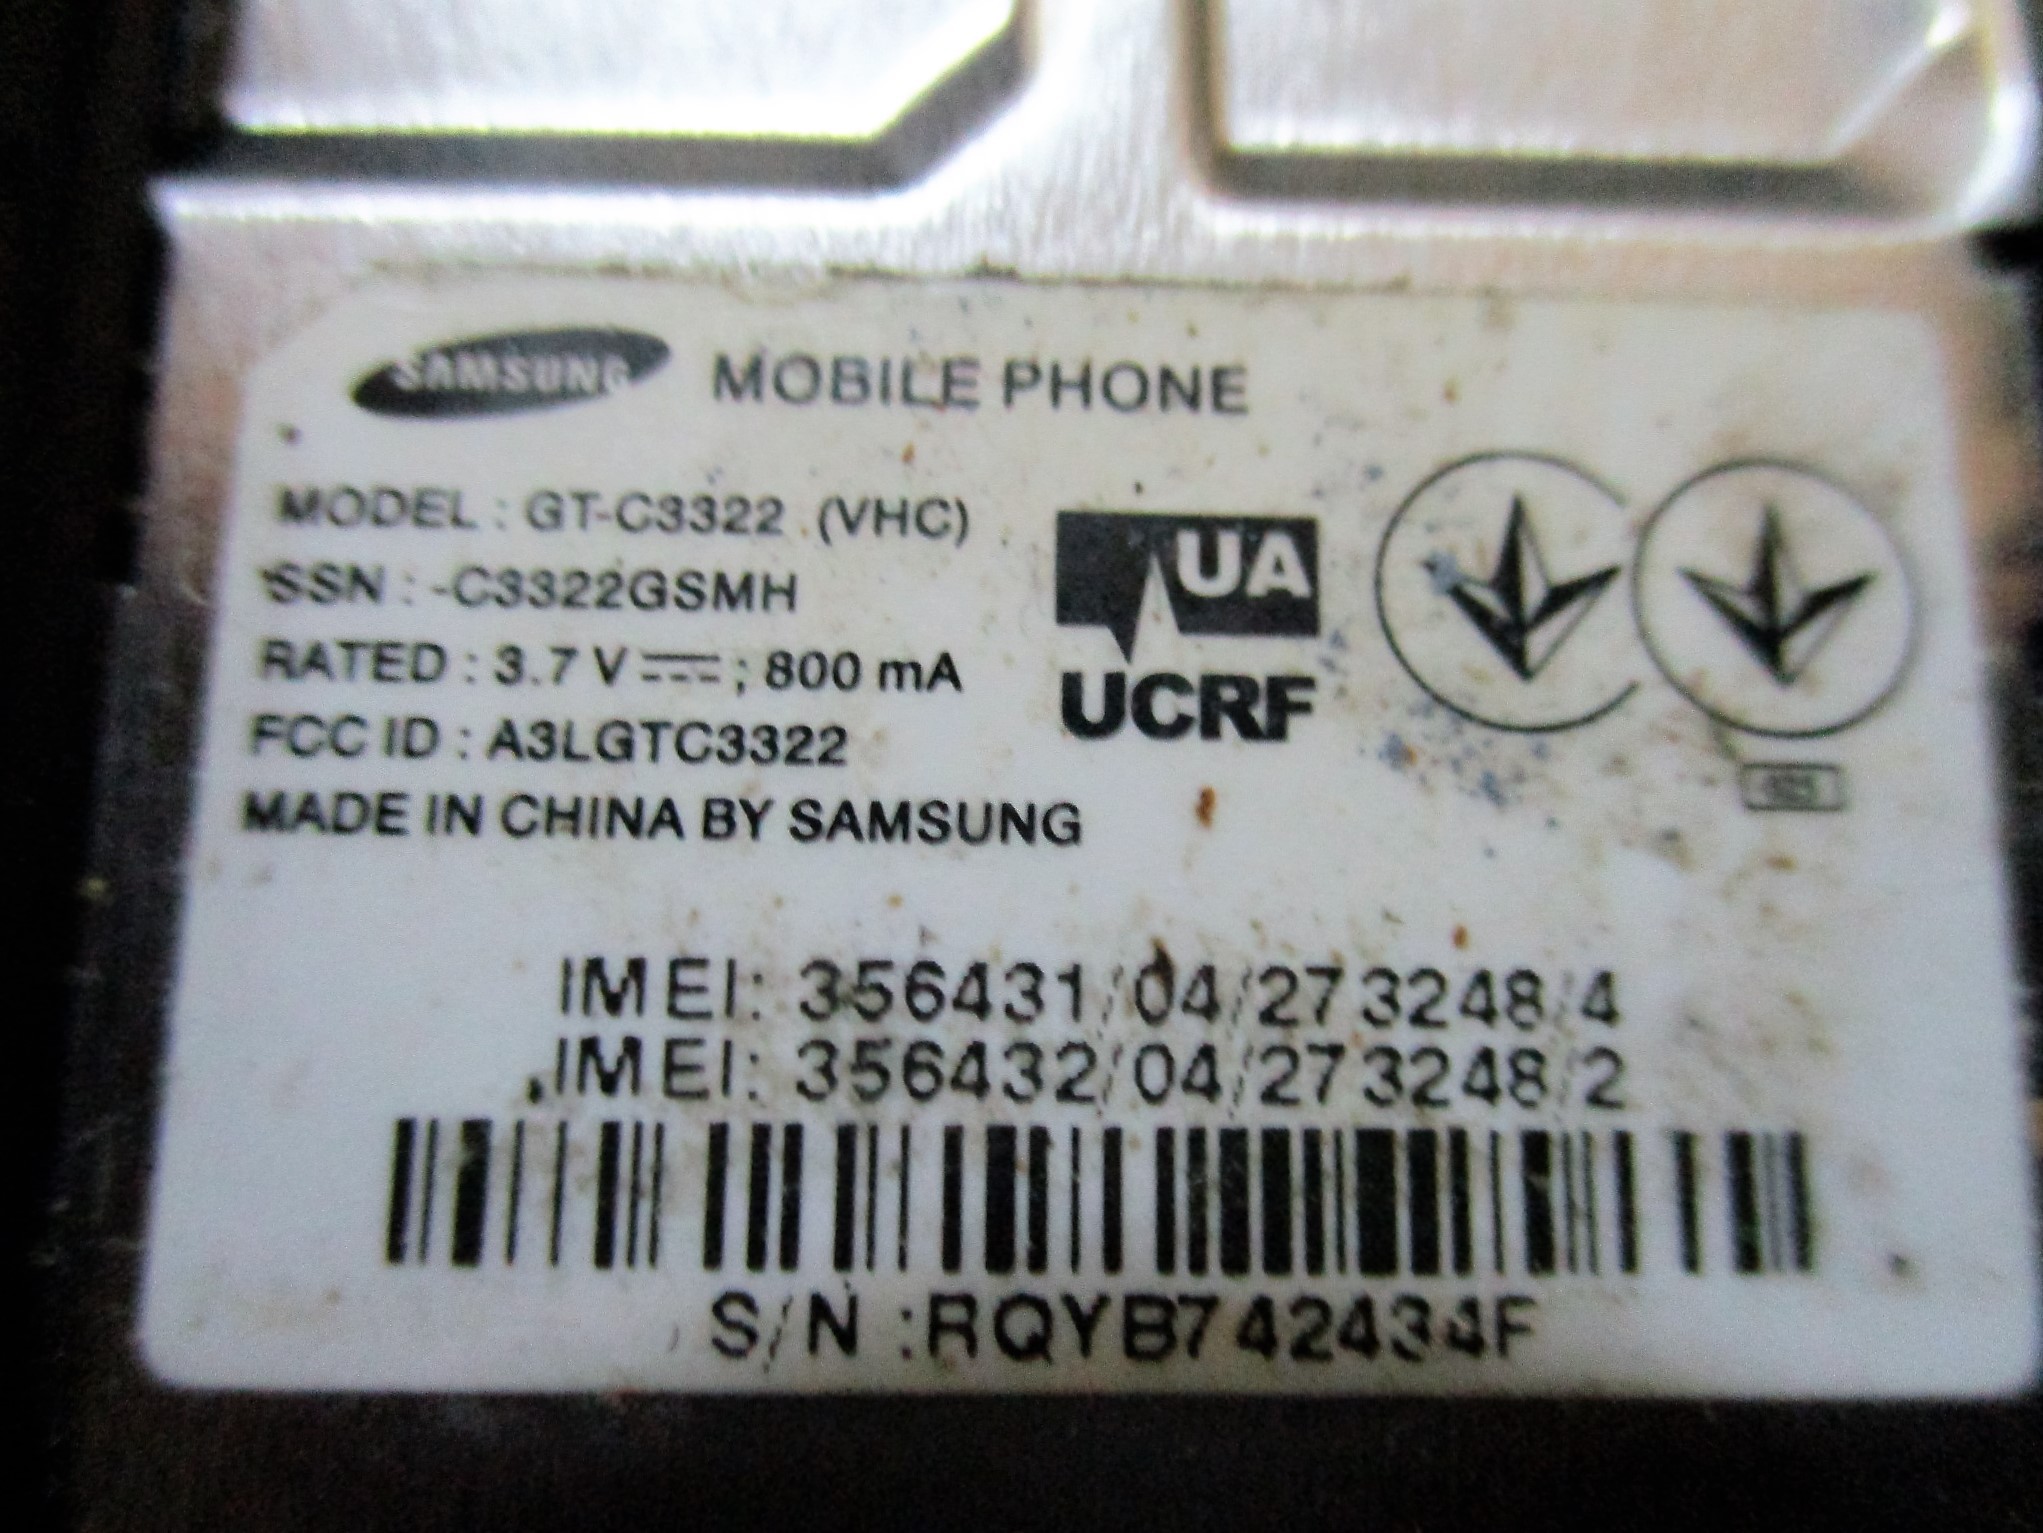 SAMSUNG MOBILE PHONE
MODEL : GT-C3322 (VHC)
SSN : -C3322GSMH
RATED : 3.7 V ⎓ ; 800 mA
FCC ID : A3LGTC3322
MADE IN CHINA BY SAMSUNG
UA
UCRF
IMEI: 356431/04/273248/4
IMEI: 356432/04/273248/2
S/N :RQYB742434F